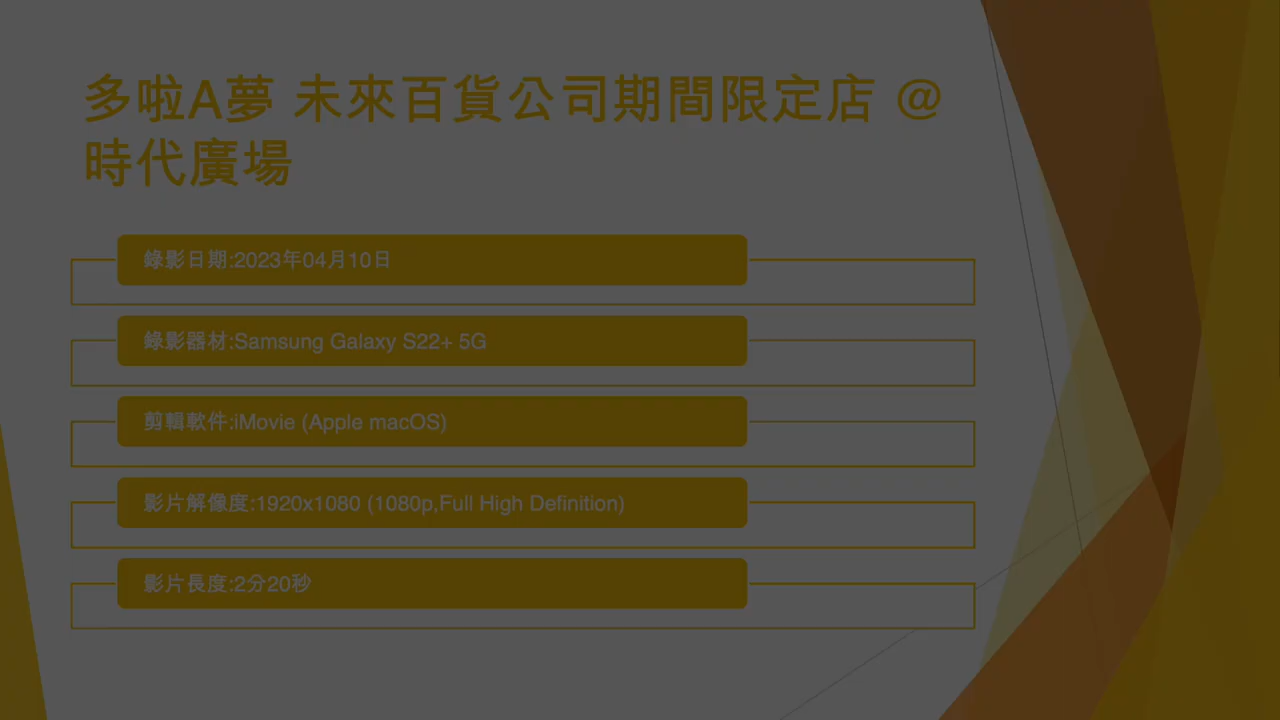 多啦A夢 未來百貨公司期間限定店 @
時代廣場
錄影日期:2023年04月10日
錄影器材:Samsung Galaxy S22+ 5G
剪輯軟件:iMovie (Apple macOS)
影片解像度:1920x1080 (1080p,Full High Definition)
影片長度:2分20秒